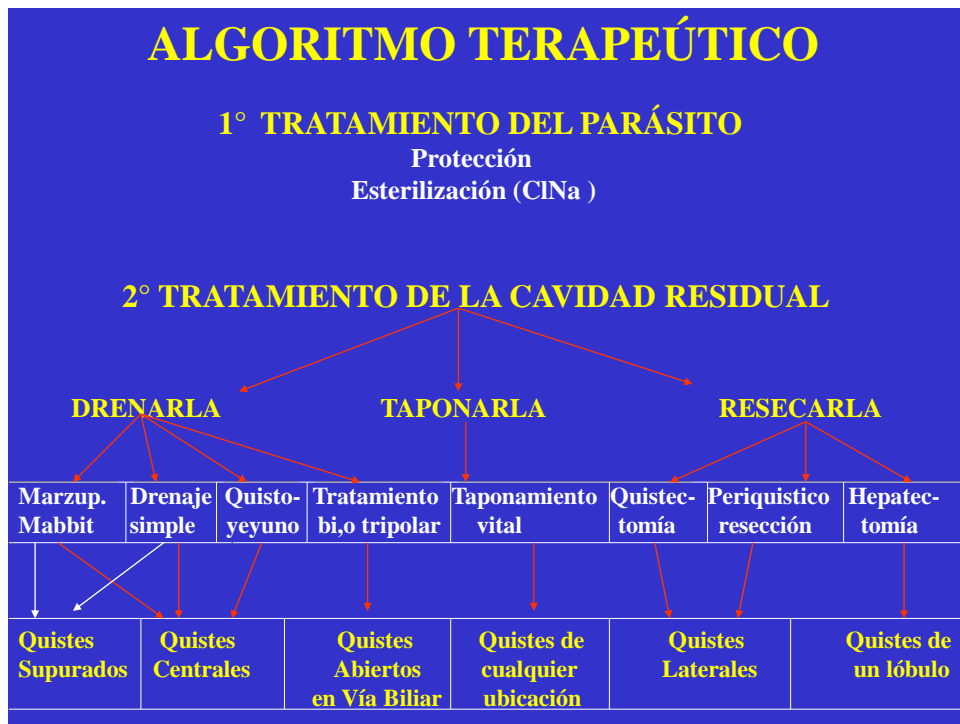 ALGORITMO TERAPEÚTICO
1° TRATAMIENTO DEL PARÁSITO
Protección
Esterilización (ClNa )
2° TRATAMIENTO DE LA CAVIDAD RESIDUAL
DRENARLA TAPONARLA RESECARLA
Marzup. Drenaje Quisto- Tratamiento Taponamiento Quistec- Periquistico Hepatec-
Mabbit simple yeyuno bi,o tripolar vital tomía resección tomía
Quistes Quistes Quistes Quistes de Quistes Quistes de
Supurados Centrales Abiertos cualquier Laterales un lóbulo
en Vía Biliar ubicación